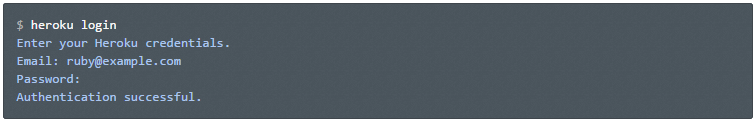 $ heroku login
Enter your Heroku credentials.
Email: ruby@example.com
Password:
Authentication successful.